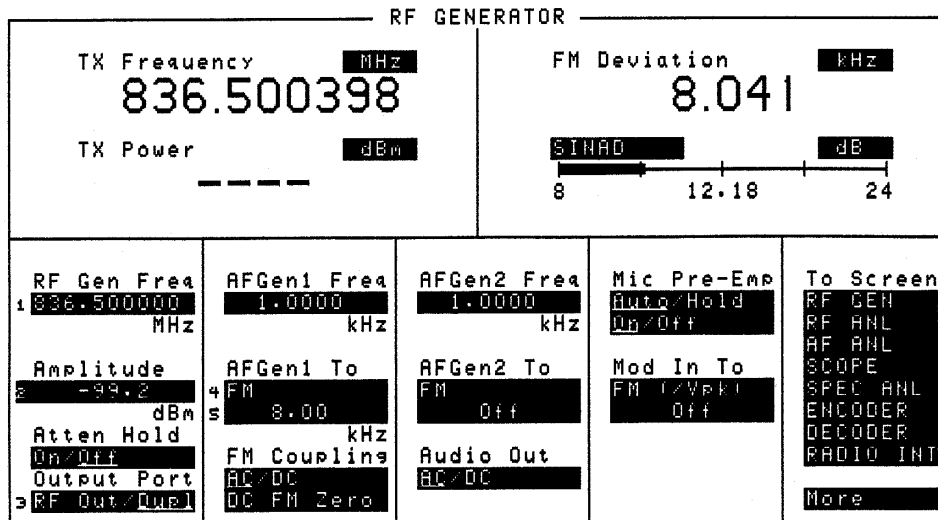 RF GENERATOR
TX Frequency MHz
836.500398
TX Power dBm
----
FM Deviation kHz
8.041
SINAD dB
8 12.18 24
RF Gen Freq
1 836.500000
MHz
Amplitude
2 -99.2
dBm
Atten Hold
On/Off
Output Port
3 RF Out/Dupl
AFGen1 Freq
1.0000
kHz
AFGen1 To
4 FM
5 8.00
kHz
FM Coupling
AC/DC
DC FM Zero
AFGen2 Freq
1.0000
kHz
AFGen2 To
FM
Off
Audio Out
AC/DC
Mic Pre-Emp
Auto/Hold
On/Off
Mod In To
FM (/Vpk)
Off
To Screen
RF GEN
RF ANL
AF ANL
SCOPE
SPEC ANL
ENCODER
DECODER
RADIO INT
More